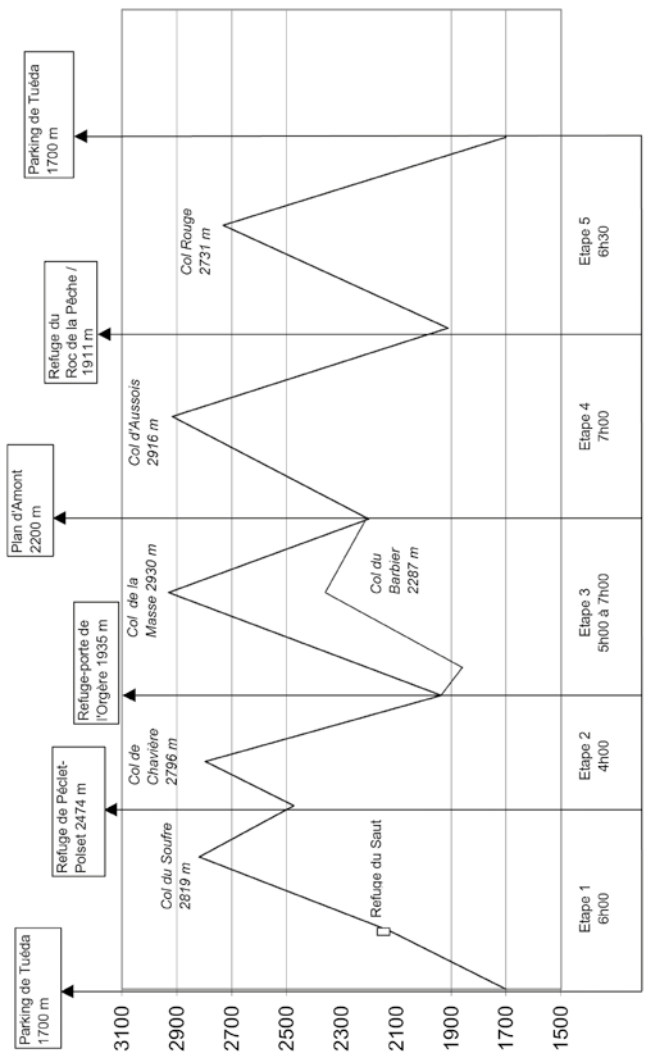 Parking de Tuéda
1700 m
Refuge de Péclet-
Polset 2474 m
Refuge-porte de
l'Orgère 1935 m
Plan d'Amont
2200 m
Refuge du
Roc de la Pêche /
1911 m
Parking de Tuéda
1700 m
3100
2900
2700
2500
2300
2100
1900
1700
1500
Col du Soufre
2819 m
Refuge du Saut
Col de
Chavière
2796 m
Col de la
Masse 2930 m
Col du
Barbier
2287 m
Col d'Aussois
2916 m
Col Rouge
2731 m
Etape 1
6h00
Etape 2
4h00
Etape 3
5h00 à 7h00
Etape 4
7h00
Etape 5
6h30